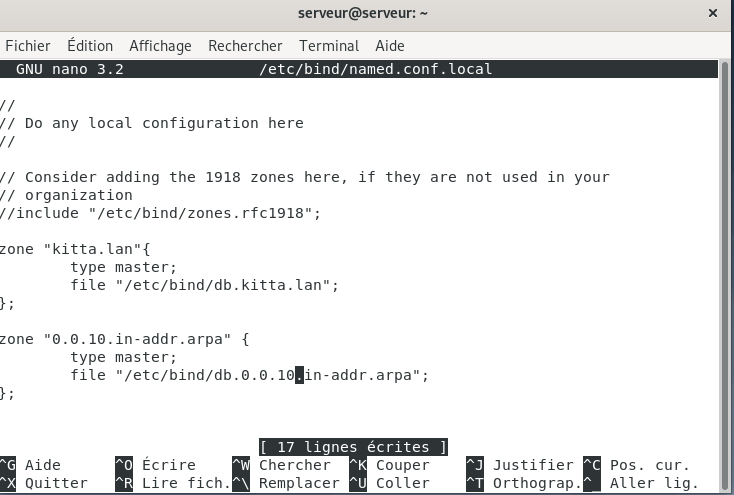 serveur@serveur: ~
Fichier Édition Affichage Rechercher Terminal Aide
GNU nano 3.2 /etc/bind/named.conf.local
//
// Do any local configuration here
//
// Consider adding the 1918 zones here, if they are not used in your
// organization
//include "/etc/bind/zones.rfc1918";
zone "kitta.lan"{
type master;
file "/etc/bind/db.kitta.lan";
};
zone "0.0.10.in-addr.arpa" {
type master;
file "/etc/bind/db.0.0.10.in-addr.arpa";
};
[ 17 lignes écrites ]
^G Aide ^O Écrire ^W Chercher ^K Couper ^J Justifier ^C Pos. cur.
^X Quitter ^R Lire fich. ^\ Remplacer ^U Coller ^T Orthograp. ^ Aller lig.